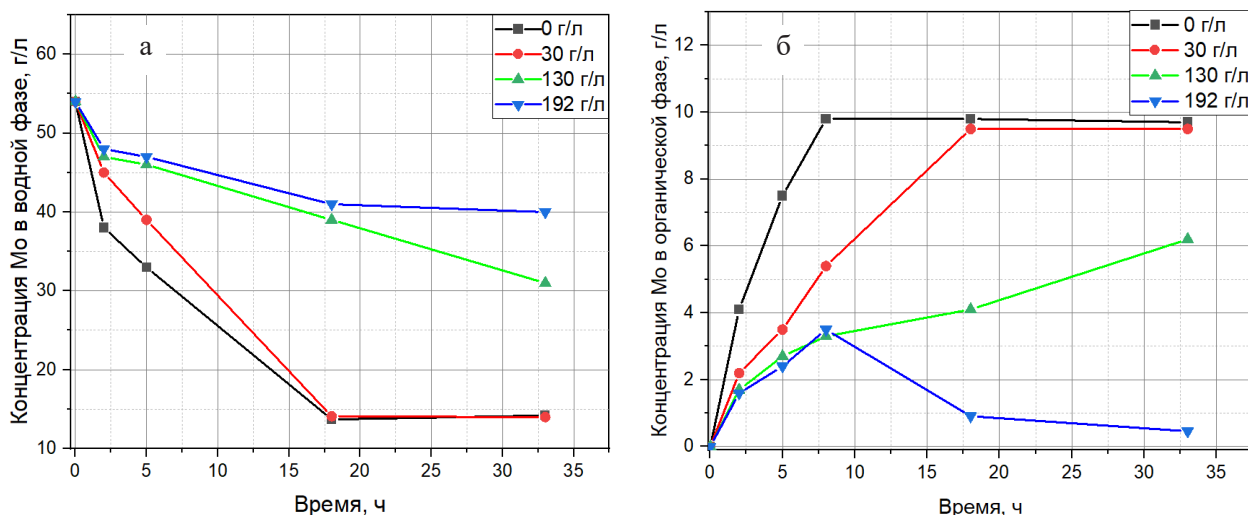 Концентрация Мо в водной фазе, г/л
60
50
40
30
20
10
а
0 г/л
30 г/л
130 г/л
192 г/л
0 5 10 15 20 25 30 35
Время, ч
Концентрация Мо в органической фазе, г/л
12
10
8
6
4
2
0
б
0 г/л
30 г/л
130 г/л
192 г/л
0 5 10 15 20 25 30 35
Время, ч